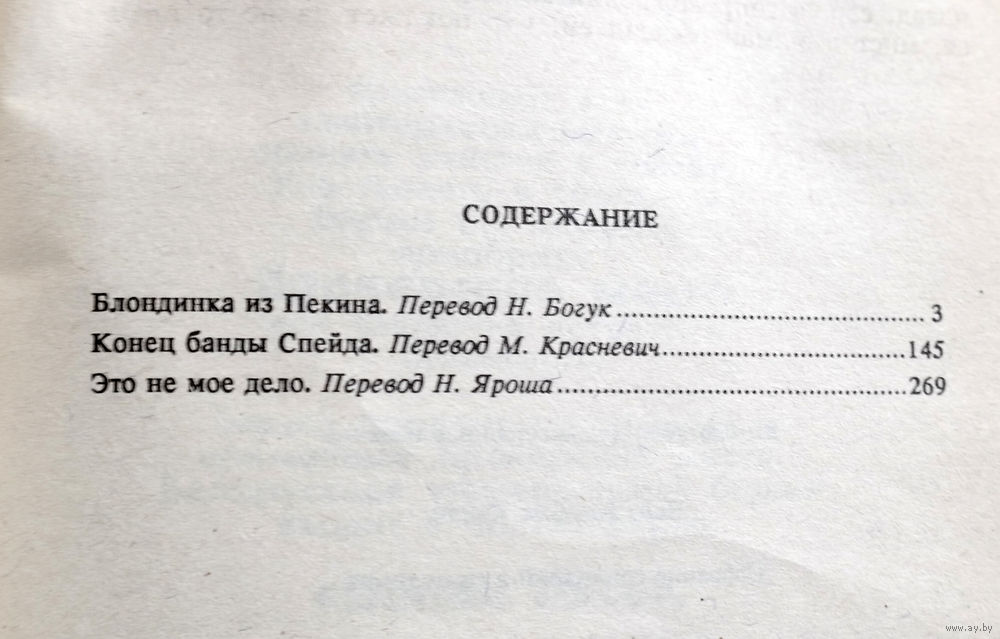 СОДЕРЖАНИЕ
Блондинка из Пекина. Перевод Н. Богук ........................................ 3
Конец банды Спейда. Перевод М. Красневич................................145
Это не мое дело. Перевод Н. Яроша..............................................269
www.ay.by